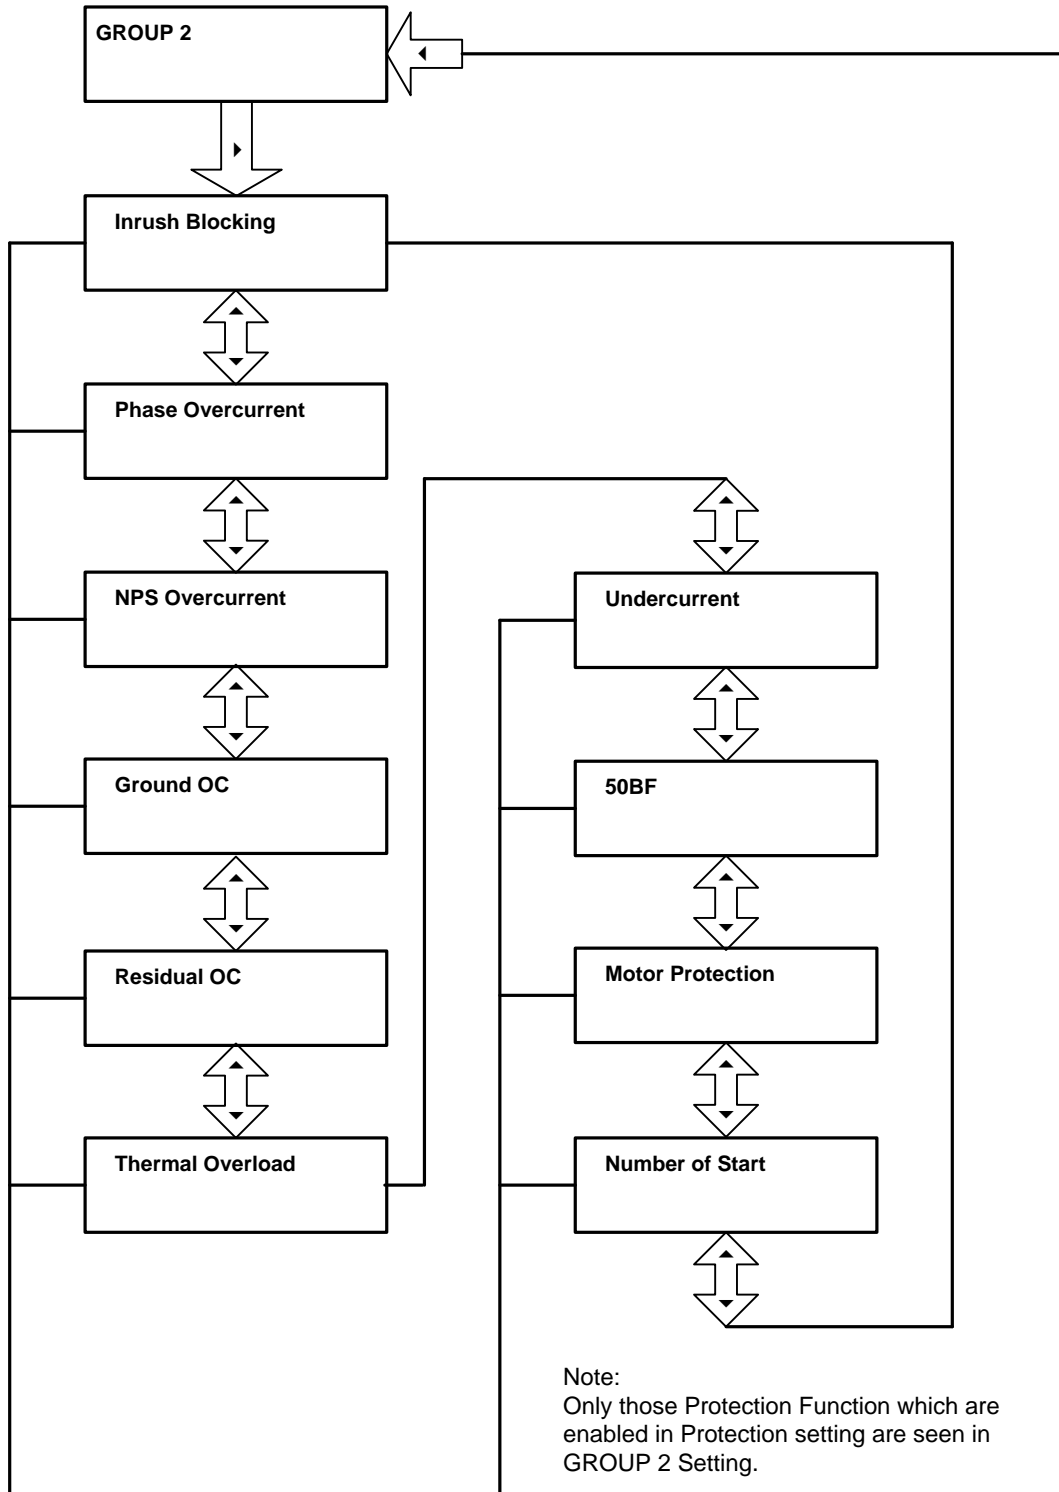 GROUP 2
Inrush Blocking
Phase Overcurrent
NPS Overcurrent
Ground OC
Residual OC
Thermal Overload
Undercurrent
50BF
Motor Protection
Number of Start
Note:
Only those Protection Function which are
enabled in Protection setting are seen in
GROUP 2 Setting.